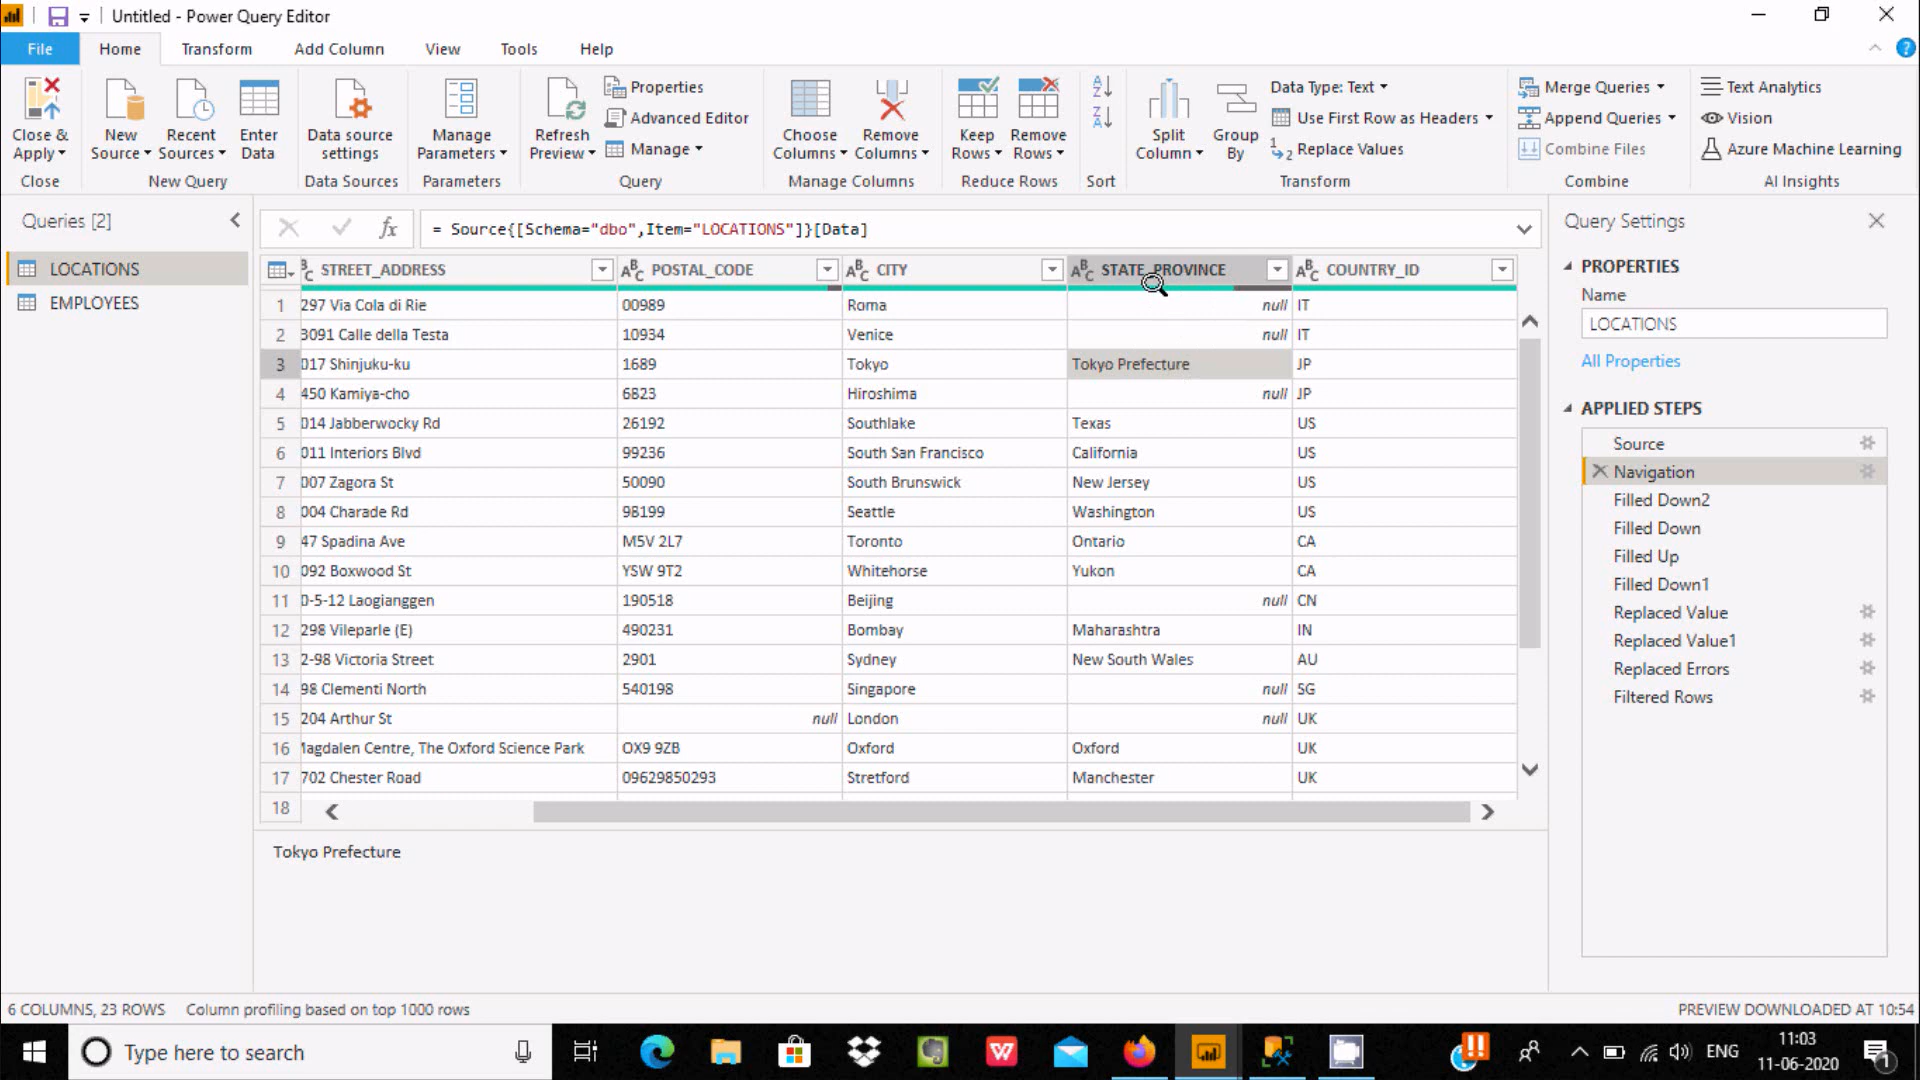 Untitled - Power Query Editor
File Home Transform Add Column View Tools Help
Close & Apply
New Source
Recent Sources
Enter Data
Data source settings
Manage Parameters
Refresh Preview
Properties
Advanced Editor
Manage
Choose Columns
Remove Columns
Keep Rows
Remove Rows
Split Column
Group By
Data Type: Text
Use First Row as Headers
Replace Values
Merge Queries
Append Queries
Combine Files
Text Analytics
Vision
Azure Machine Learning
Close New Query Data Sources Parameters Query Manage Columns Reduce Rows Sort Transform Combine AI Insights
Queries [2]
LOCATIONS
EMPLOYEES
fx = Source{[Schema="dbo",Item="LOCATIONS"]}[Data]
STREET_ADDRESS POSTAL_CODE CITY STATE_PROVINCE COUNTRY_ID
1 297 Via Cola di Rie 00989 Roma null IT
2 3091 Calle della Testa 10934 Venice null IT
3 017 Shinjuku-ku 1689 Tokyo Tokyo Prefecture JP
4 450 Kamiya-cho 6823 Hiroshima null JP
5 014 Jabberwocky Rd 26192 Southlake Texas US
6 011 Interiors Blvd 99236 South San Francisco California US
7 007 Zagora St 50090 South Brunswick New Jersey US
8 004 Charade Rd 98199 Seattle Washington US
9 47 Spadina Ave M5V 2L7 Toronto Ontario CA
10 092 Boxwood St YSW 9T2 Whitehorse Yukon CA
11 0-5-12 Laogianggen 190518 Beijing null CN
12 298 Vileparle (E) 490231 Bombay Maharashtra IN
13 2-98 Victoria Street 2901 Sydney New South Wales AU
14 98 Clementi North 540198 Singapore null SG
15 204 Arthur St null London null UK
16 Magdalen Centre, The Oxford Science Park OX9 9ZB Oxford Oxford UK
17 702 Chester Road 09629850293 Stretford Manchester UK
18
Tokyo Prefecture
Query Settings
PROPERTIES
Name
LOCATIONS
All Properties
APPLIED STEPS
Source
Navigation
Filled Down2
Filled Down
Filled Up
Filled Down1
Replaced Value
Replaced Value1
Replaced Errors
Filtered Rows
6 COLUMNS, 23 ROWS Column profiling based on top 1000 rows
PREVIEW DOWNLOADED AT 10:54
Type here to search
ENG
11:03
11-06-2020
1